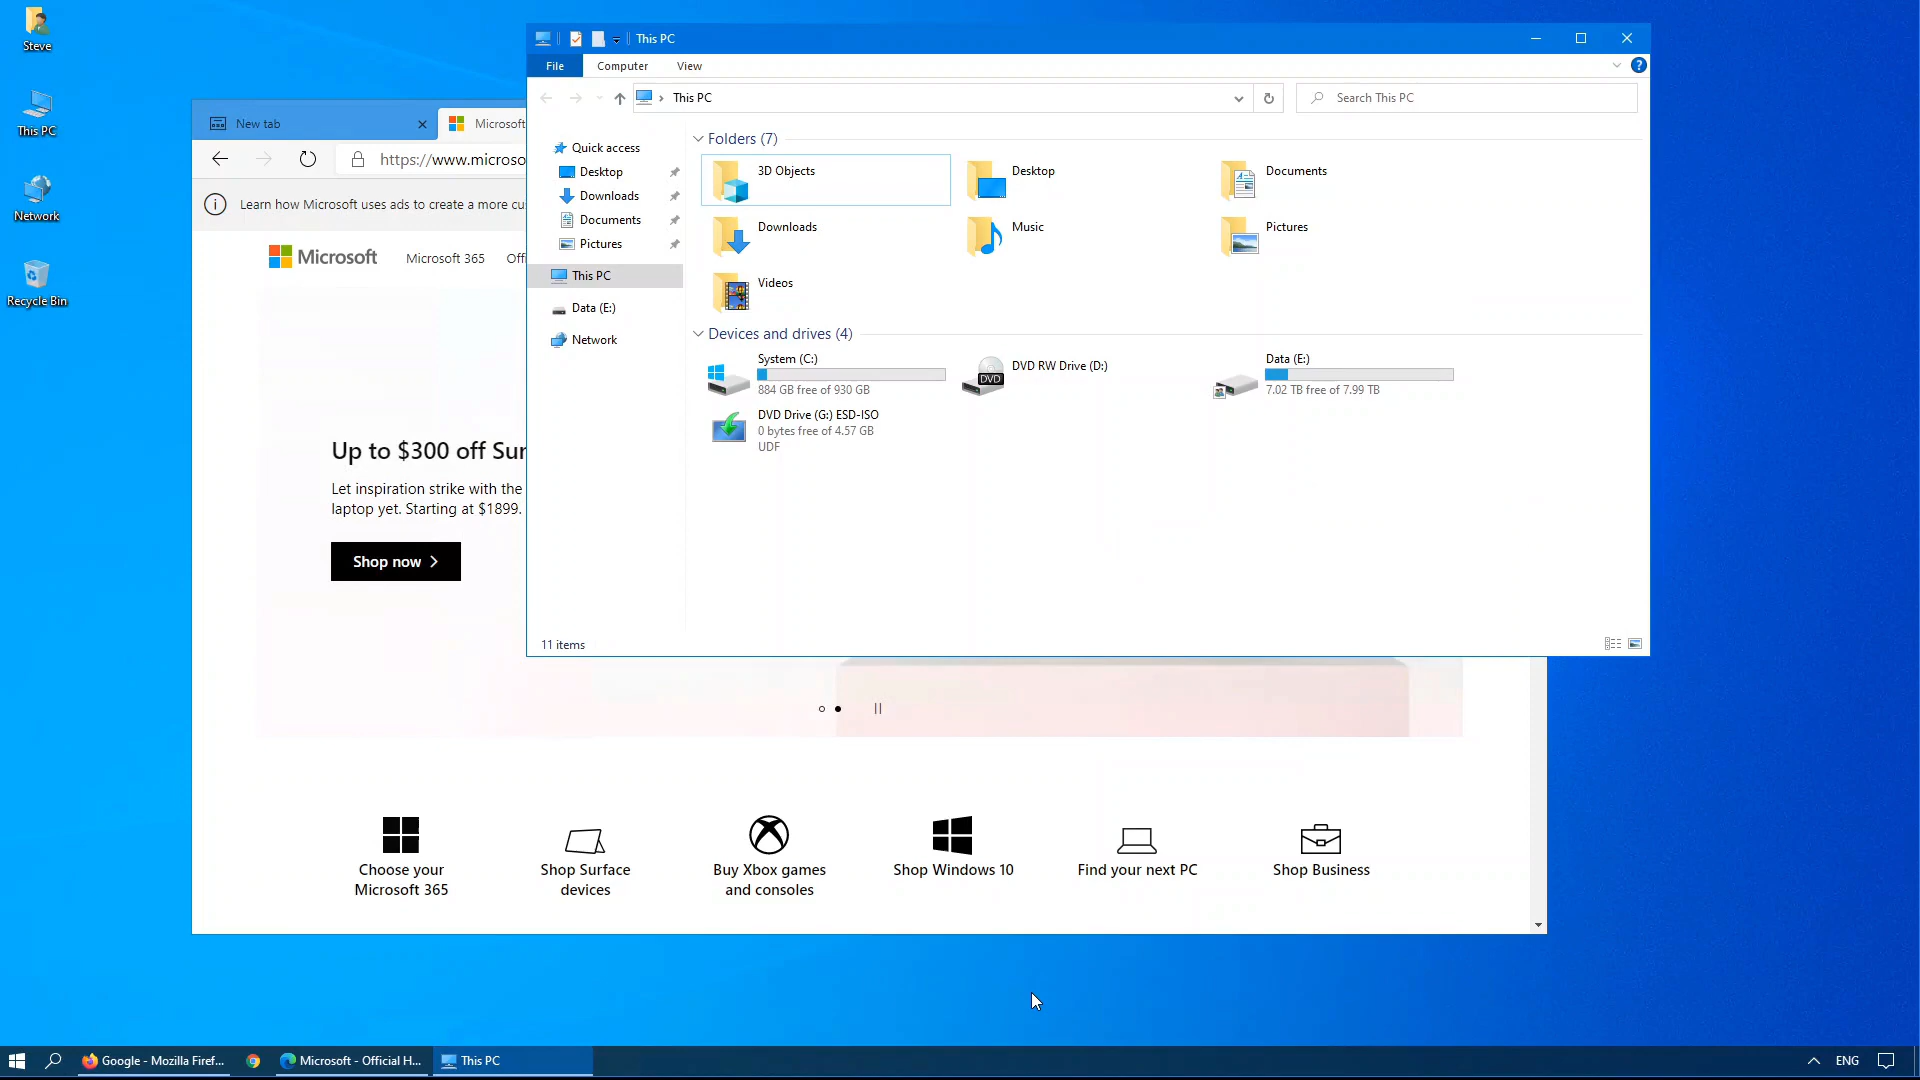 Steve
This PC
Network
Recycle Bin
New tab
Microsoft
https://www.microso
Learn how Microsoft uses ads to create a more cu
Microsoft
Microsoft 365
Off
Up to $300 off Sur
Let inspiration strike with the
laptop yet. Starting at $1899.
Shop now
This PC
File
Computer
View
This PC
Search This PC
Quick access
Desktop
Downloads
Documents
Pictures
This PC
Data (E:)
Network
Folders (7)
3D Objects
Desktop
Documents
Downloads
Music
Pictures
Videos
Devices and drives (4)
System (C:)
884 GB free of 930 GB
DVD RW Drive (D:)
DVD
Data (E:)
7.02 TB free of 7.99 TB
DVD Drive (G:) ESD-ISO
0 bytes free of 4.57 GB
UDF
11 items
Choose your
Microsoft 365
Shop Surface
devices
Buy Xbox games
and consoles
Shop Windows 10
Find your next PC
Shop Business
Google - Mozilla Firef...
Microsoft - Official H...
This PC
ENG